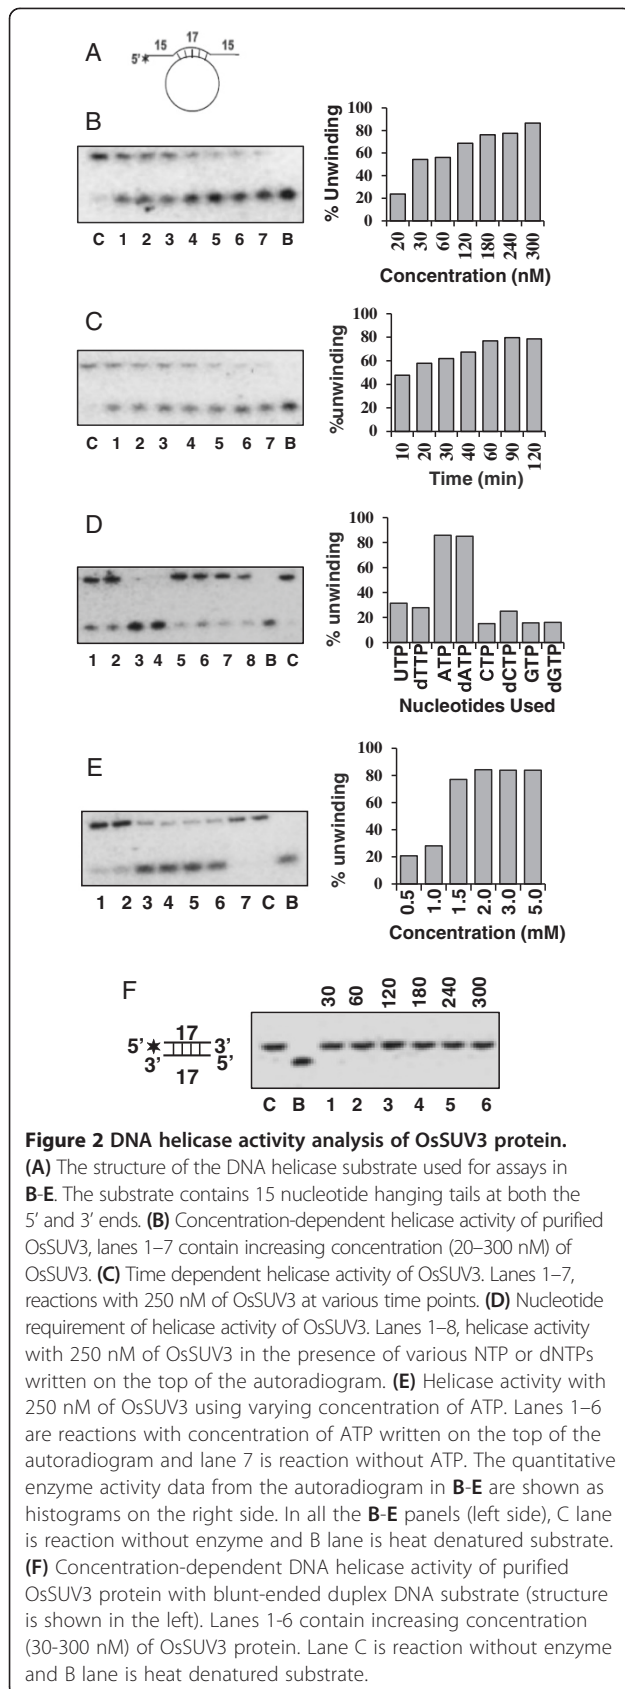 A
15 17 15
5'*
B
C 1 2 3 4 5 6 7 B
% Unwinding
100
80
60
40
20
0
20 30 60 120 180 240 300
Concentration (nM)
C
C 1 2 3 4 5 6 7 B
%unwinding
100
80
60
40
20
0
10 20 30 40 60 90 120
Time (min)
D
1 2 3 4 5 6 7 8 B C
% unwinding
100
80
60
40
20
0
UTP dTTP ATP dATP CTP dCTP GTP dGTP
Nucleotides Used
E
1 2 3 4 5 6 7 C B
% unwinding
100
80
60
40
20
0
0.5 1.0 1.5 2.0 3.0 5.0
Concentration (mM)
F
30 60 120 180 240 300
17
5' ★ 3'
3' 5'
17
C B 1 2 3 4 5 6
Figure 2 DNA helicase activity analysis of OsSUV3 protein.
(A) The structure of the DNA helicase substrate used for assays in
B-E. The substrate contains 15 nucleotide hanging tails at both the
5’ and 3’ ends. (B) Concentration-dependent helicase activity of purified
OsSUV3, lanes 1–7 contain increasing concentration (20–300 nM) of
OsSUV3. (C) Time dependent helicase activity of OsSUV3. Lanes 1–7,
reactions with 250 nM of OsSUV3 at various time points. (D) Nucleotide
requirement of helicase activity of OsSUV3. Lanes 1–8, helicase activity
with 250 nM of OsSUV3 in the presence of various NTP or dNTPs
written on the top of the autoradiogram. (E) Helicase activity with
250 nM of OsSUV3 using varying concentration of ATP. Lanes 1–6
are reactions with concentration of ATP written on the top of the
autoradiogram and lane 7 is reaction without ATP. The quantitative
enzyme activity data from the autoradiogram in B-E are shown as
histograms on the right side. In all the B-E panels (left side), C lane
is reaction without enzyme and B lane is heat denatured substrate.
(F) Concentration-dependent DNA helicase activity of purified
OsSUV3 protein with blunt-ended duplex DNA substrate (structure
is shown in the left). Lanes 1-6 contain increasing concentration
(30-300 nM) of OsSUV3 protein. Lane C is reaction without enzyme
and B lane is heat denatured substrate.